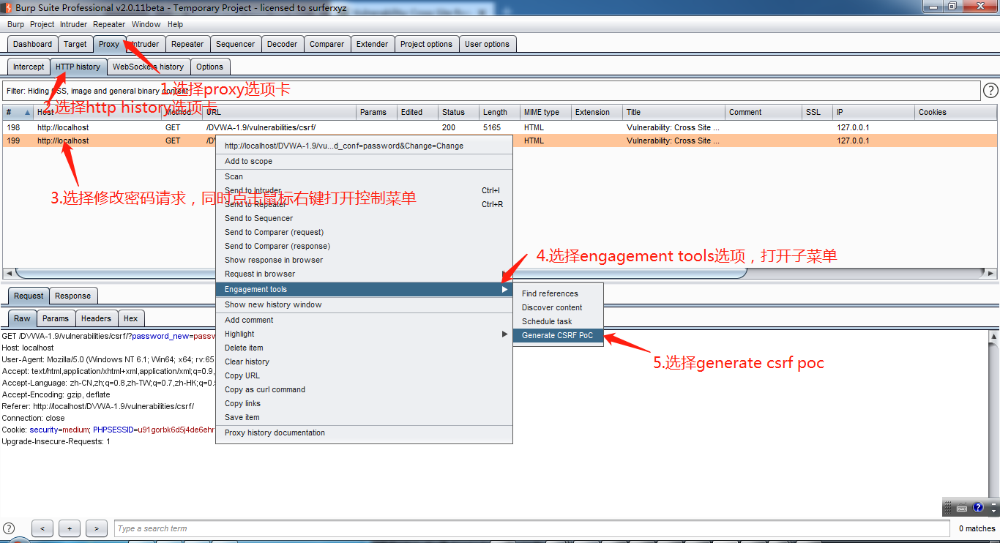 Burp Suite Professional v2.0.11beta - Temporary Project - licensed to surferxyz
Burp Project Intruder Repeater Window Help
Dashboard Target Proxy Intruder Repeater Sequencer Decoder Comparer Extender Project options User options
Intercept HTTP history WebSockets history Options
1.选择proxy选项卡
Filter: Hiding CSS, image and general binary content
2.选择http history选项卡
# Host Method URL Params Edited Status Length MIME type Extension Title Comment SSL IP Cookies
198 http://localhost GET /DVWA-1.9/vulnerabilities/csrf/ 200 5165 HTML Vulnerability: Cross Site ... 127.0.0.1
199 http://localhost GET /DV HTML Vulnerability: Cross Site ... 127.0.0.1
3.选择修改密码请求，同时点击鼠标右键打开控制菜单
http://localhost/DVWA-1.9/vu...d_conf=password&Change=Change
Add to scope
Scan
Send to Intruder Ctrl+I
Send to Repeater Ctrl+R
Send to Sequencer
Send to Comparer (request)
Send to Comparer (response)
Show response in browser
Request in browser
Engagement tools
Show new history window
Add comment
Highlight
Delete item
Clear history
Copy URL
Copy as curl command
Copy links
Save item
Proxy history documentation
4.选择engagement tools选项，打开子菜单
Find references
Discover content
Schedule task
Generate CSRF PoC
5.选择generate csrf poc
Request Response
Raw Params Headers Hex
GET /DVWA-1.9/vulnerabilities/csrf/?password_new=passw
Host: localhost
User-Agent: Mozilla/5.0 (Windows NT 6.1; Win64; x64; rv:65
Accept: text/html,application/xhtml+xml,application/xml;q=0.9,
Accept-Language: zh-CN,zh;q=0.8,zh-TW;q=0.7,zh-HK;q=0.
Accept-Encoding: gzip, deflate
Referer: http://localhost/DVWA-1.9/vulnerabilities/csrf/
Connection: close
Cookie: security=medium; PHPSESSID=u91gorbk6d5j4de6ehr
Upgrade-Insecure-Requests: 1
? < + > Type a search term 0 matches